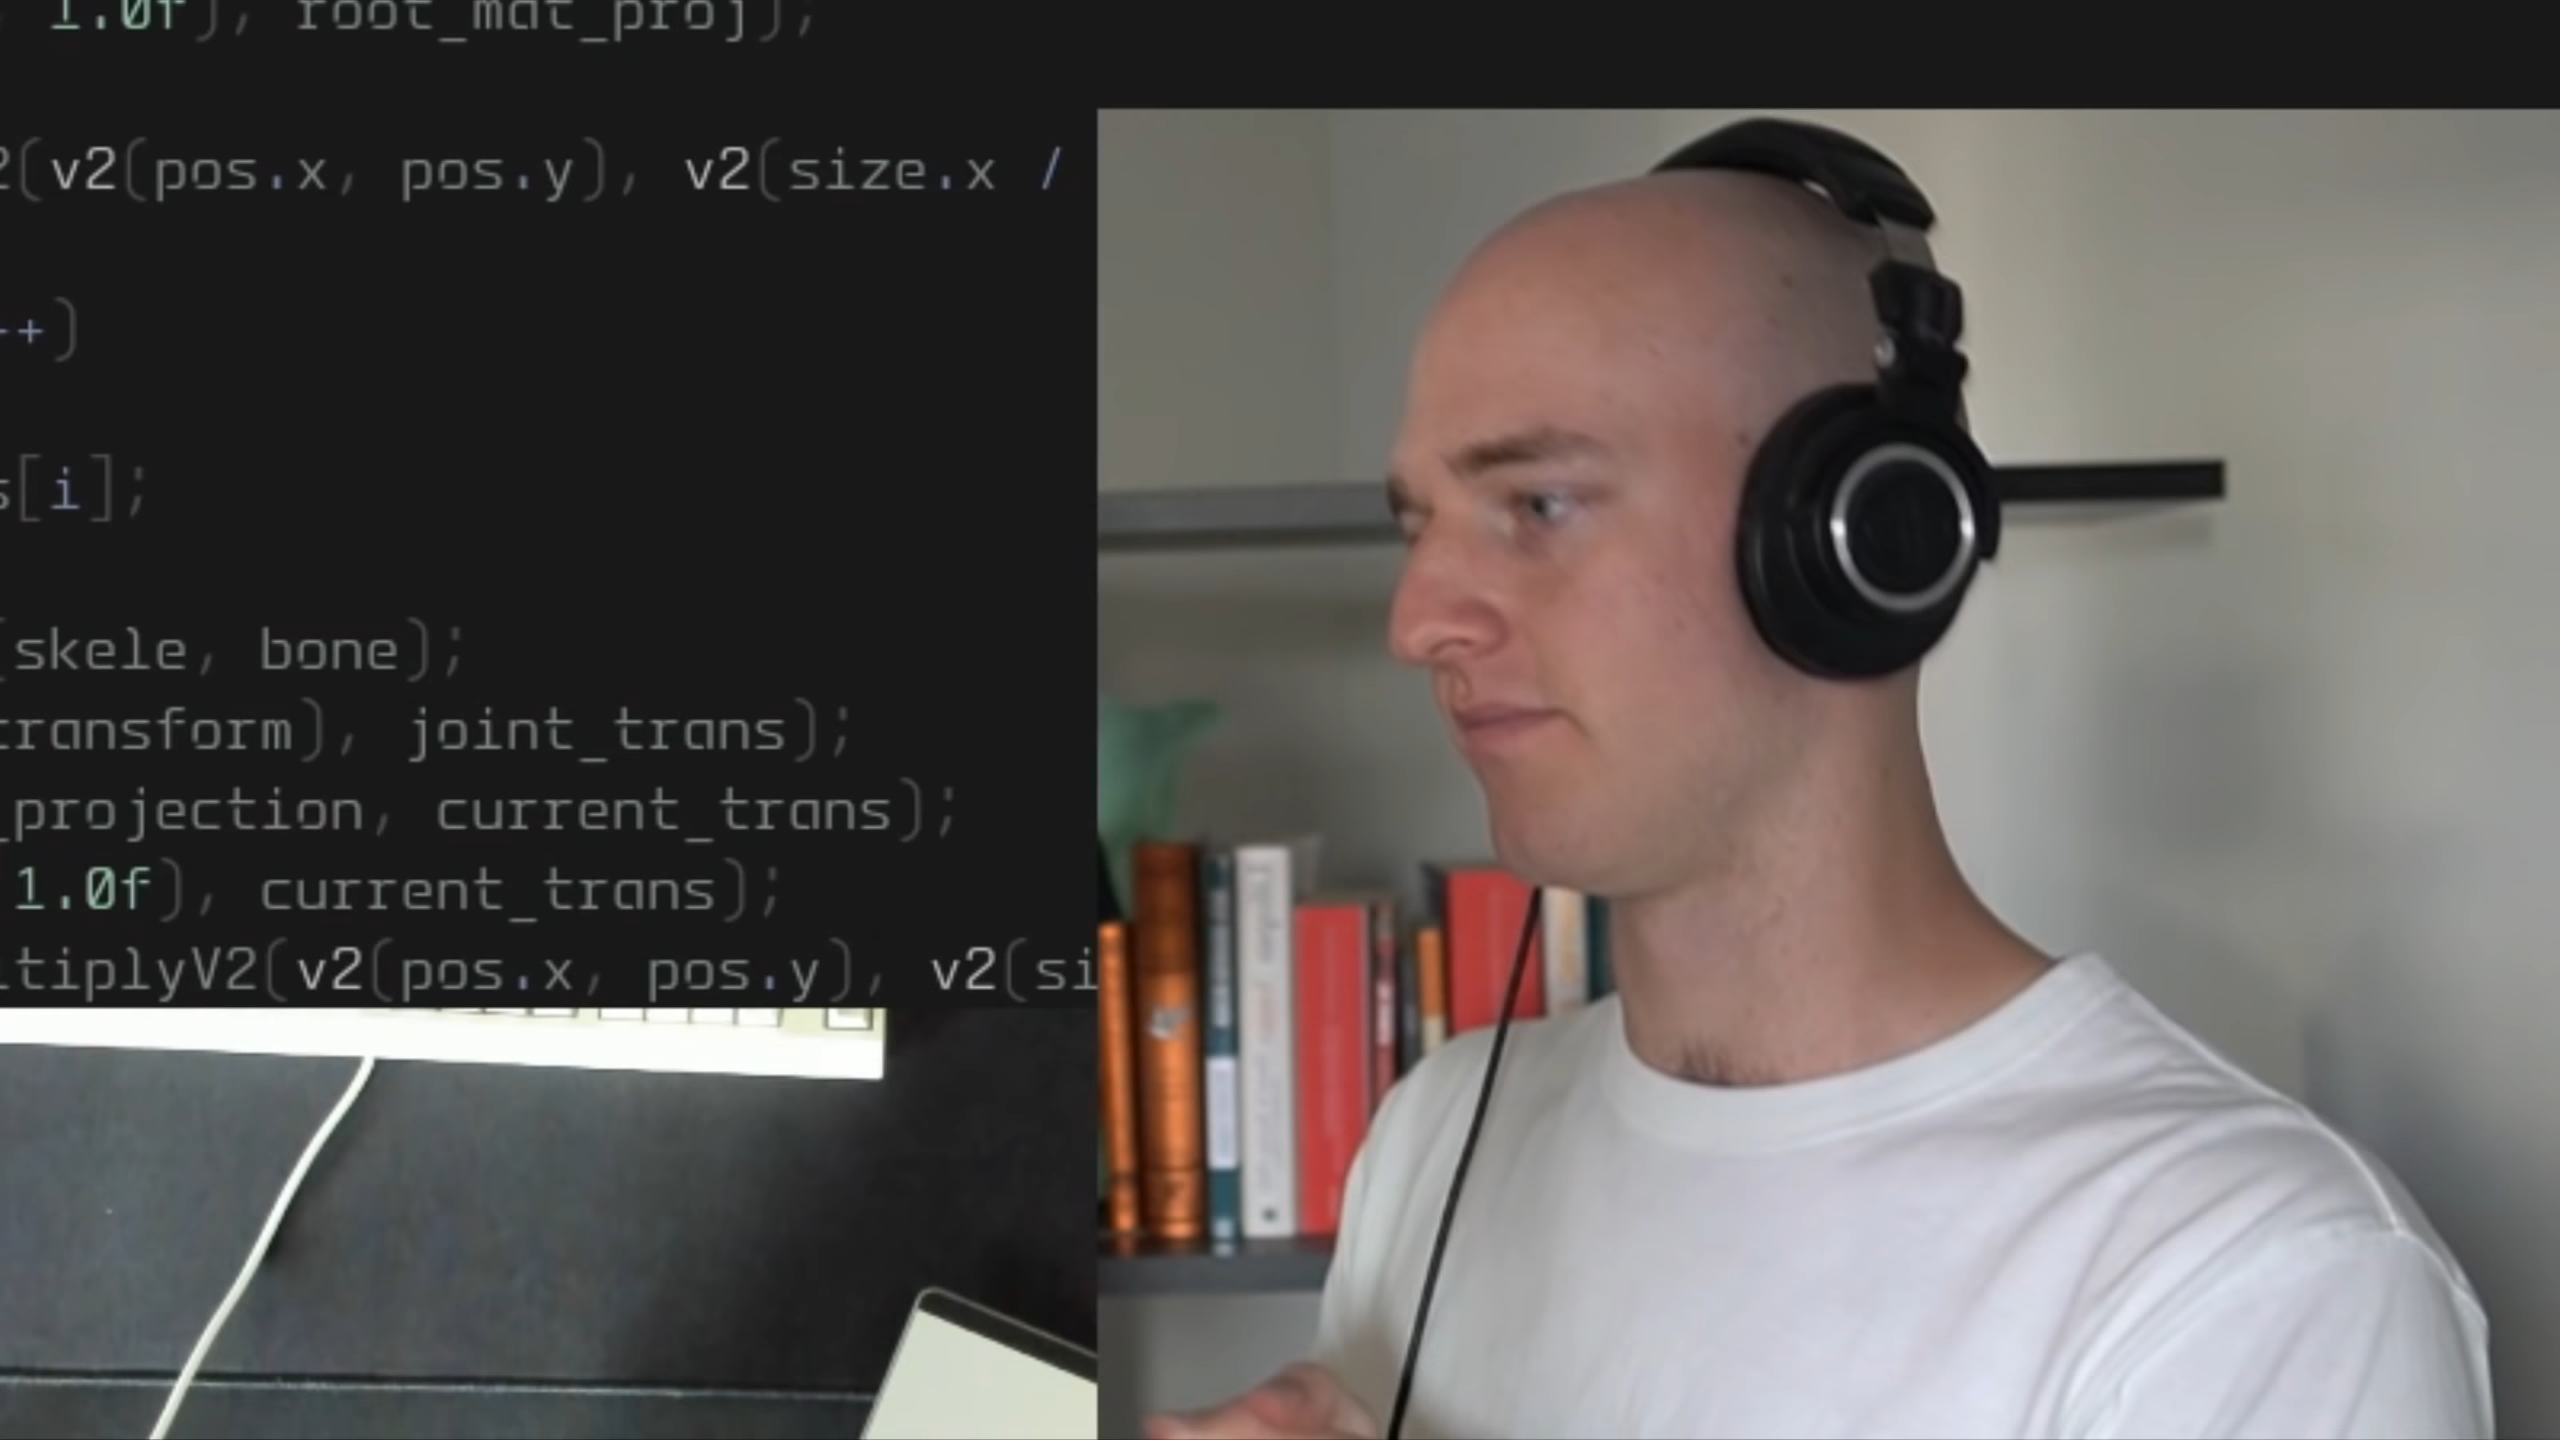 1.0f), root_mat_proj);
2(v2(pos.x, pos.y), v2(size.x /
++)
s[i];
(skele, bone);
transform), joint_trans);
_projection, current_trans);
1.0f), current_trans);
tiplyV2(v2(pos.x, pos.y), v2(si